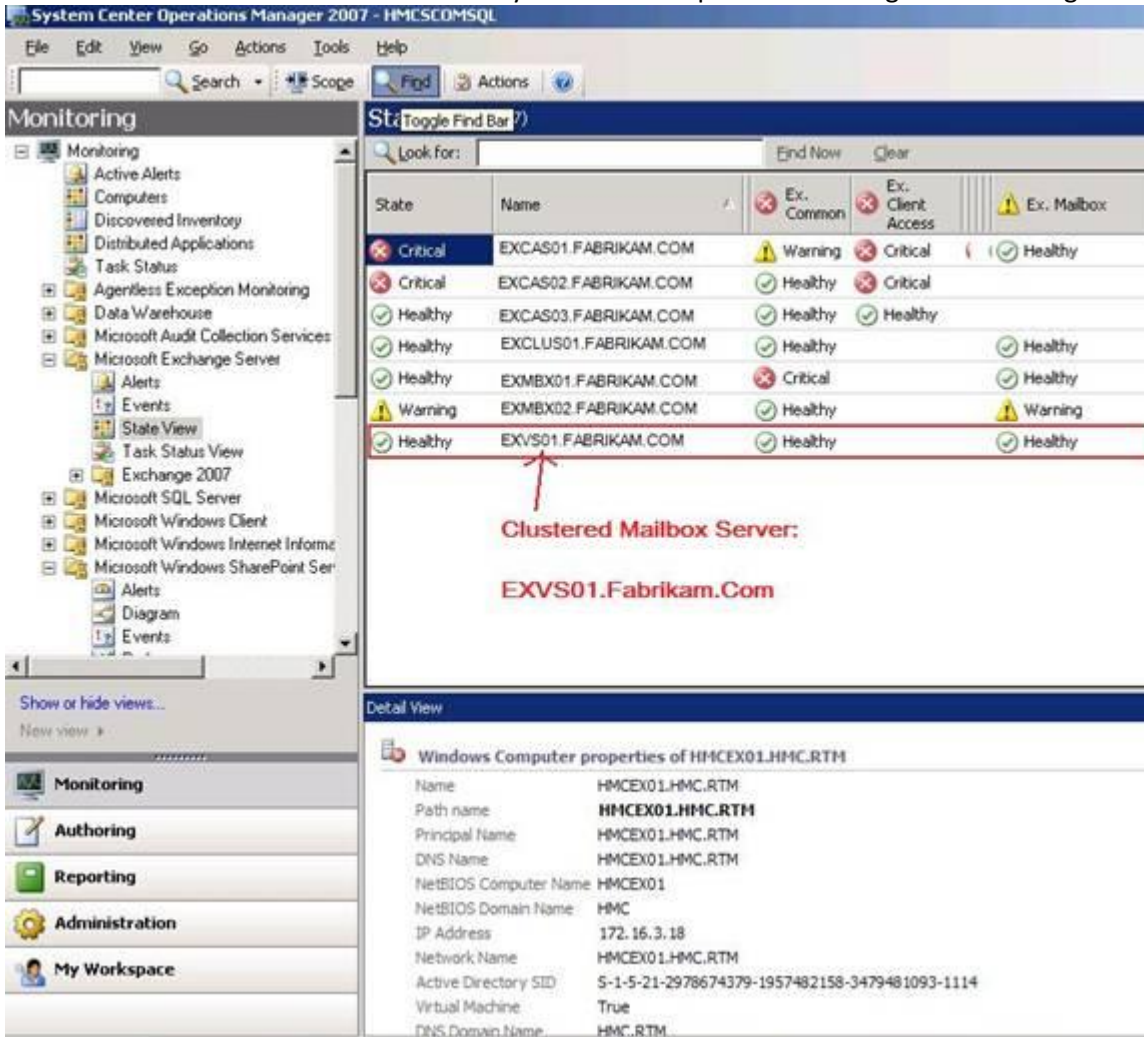 System Center Operations Manager 2007 - HMCSCOMSQL
File Edit View Go Actions Tools Help
Search Scope Find Actions
Monitoring
Toggle Find Bar 7)
Look for: Find Now Clear
Monitoring
Active Alerts
Computers
Discovered Inventory
Distributed Applications
Task Status
Agentless Exception Monitoring
Data Warehouse
Microsoft Audit Collection Services
Microsoft Exchange Server
Alerts
Events
State View
Task Status View
Exchange 2007
Microsoft SQL Server
Microsoft Windows Client
Microsoft Windows Internet Informa
Microsoft Windows SharePoint Ser
Alerts
Diagram
Events
Show or hide views...
New view
Monitoring
Authoring
Reporting
Administration
My Workspace
State Name Ex. Common Ex. Client Access Ex. Mailbox
Critical EXCAS01.FABRIKAM.COM Warning Critical Healthy
Critical EXCAS02.FABRIKAM.COM Healthy Critical
Healthy EXCAS03.FABRIKAM.COM Healthy Healthy
Healthy EXCLUS01.FABRIKAM.COM Healthy Healthy
Healthy EXMBX01.FABRIKAM.COM Critical Healthy
Warning EXMBX02.FABRIKAM.COM Healthy Warning
Healthy EXVS01.FABRIKAM.COM Healthy Healthy
Clustered Mailbox Server:
EXVS01.Fabrikam.Com
Detail View
Windows Computer properties of HMCEX01.HMC.RTM
Name HMCEX01.HMC.RTM
Path name HMCEX01.HMC.RTM
Principal Name HMCEX01.HMC.RTM
DNS Name HMCEX01.HMC.RTM
NetBIOS Computer Name HMCEX01
NetBIOS Domain Name HMC
IP Address 172.16.3.18
Network Name HMCEX01.HMC.RTM
Active Directory SID S-1-5-21-2978674379-1957482158-3479481093-1114
Virtual Machine True
DNS Domain Name HMC.RTM